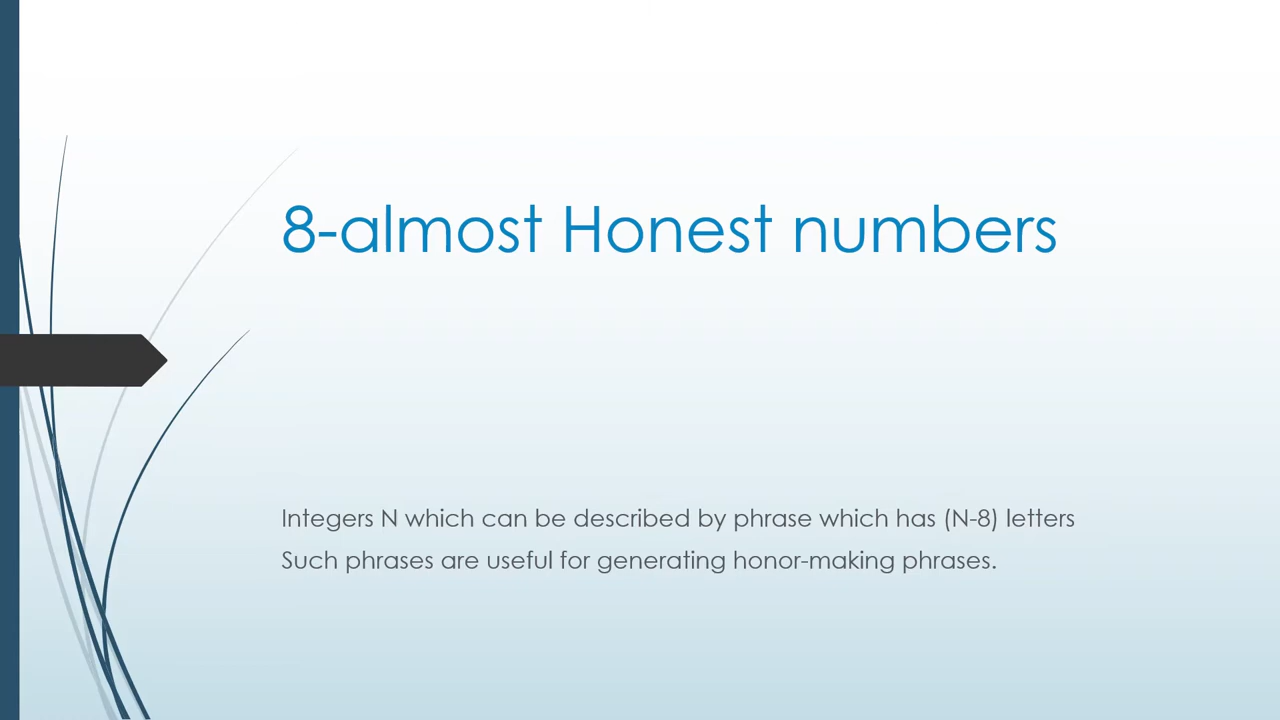 8-almost Honest numbers
Integers N which can be described by phrase which has (N-8) letters
Such phrases are useful for generating honor-making phrases.